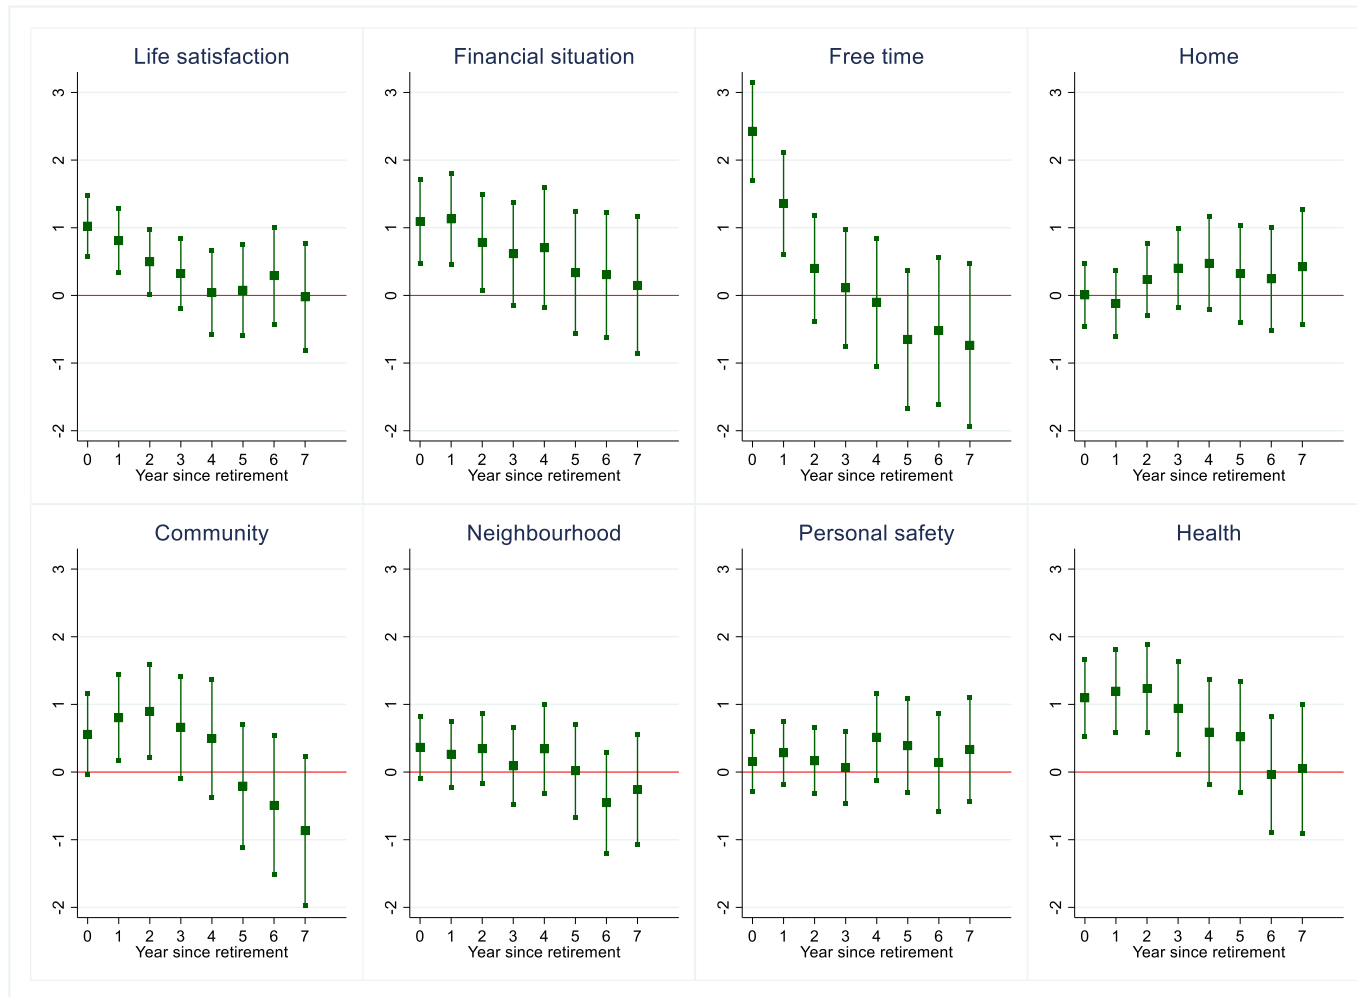 Life satisfaction
3
2
1
0
-1
-2
0 1 2 3 4 5 6 7
Year since retirement
Financial situation
3
2
1
0
-1
-2
0 1 2 3 4 5 6 7
Year since retirement
Free time
3
2
1
0
-1
-2
0 1 2 3 4 5 6 7
Year since retirement
Home
3
2
1
0
-1
-2
0 1 2 3 4 5 6 7
Year since retirement
Community
3
2
1
0
-1
-2
0 1 2 3 4 5 6 7
Year since retirement
Neighbourhood
3
2
1
0
-1
-2
0 1 2 3 4 5 6 7
Year since retirement
Personal safety
3
2
1
0
-1
-2
0 1 2 3 4 5 6 7
Year since retirement
Health
3
2
1
0
-1
-2
0 1 2 3 4 5 6 7
Year since retirement